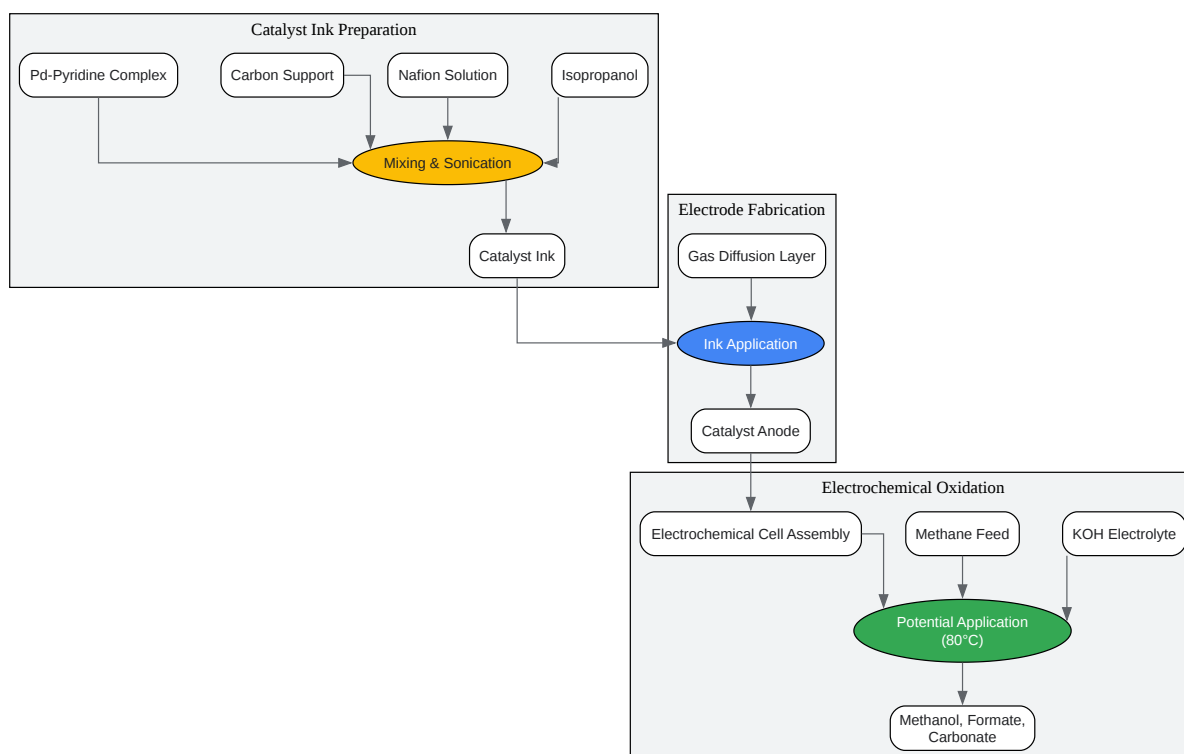 Catalyst Ink Preparation
Pd-Pyridine Complex
Carbon Support
Nafion Solution
Isopropanol
Mixing & Sonication
Catalyst Ink
Electrode Fabrication
Gas Diffusion Layer
Ink Application
Catalyst Anode
Electrochemical Oxidation
Electrochemical Cell Assembly
Methane Feed
KOH Electrolyte
Potential Application
(80°C)
Methanol, Formate,
Carbonate